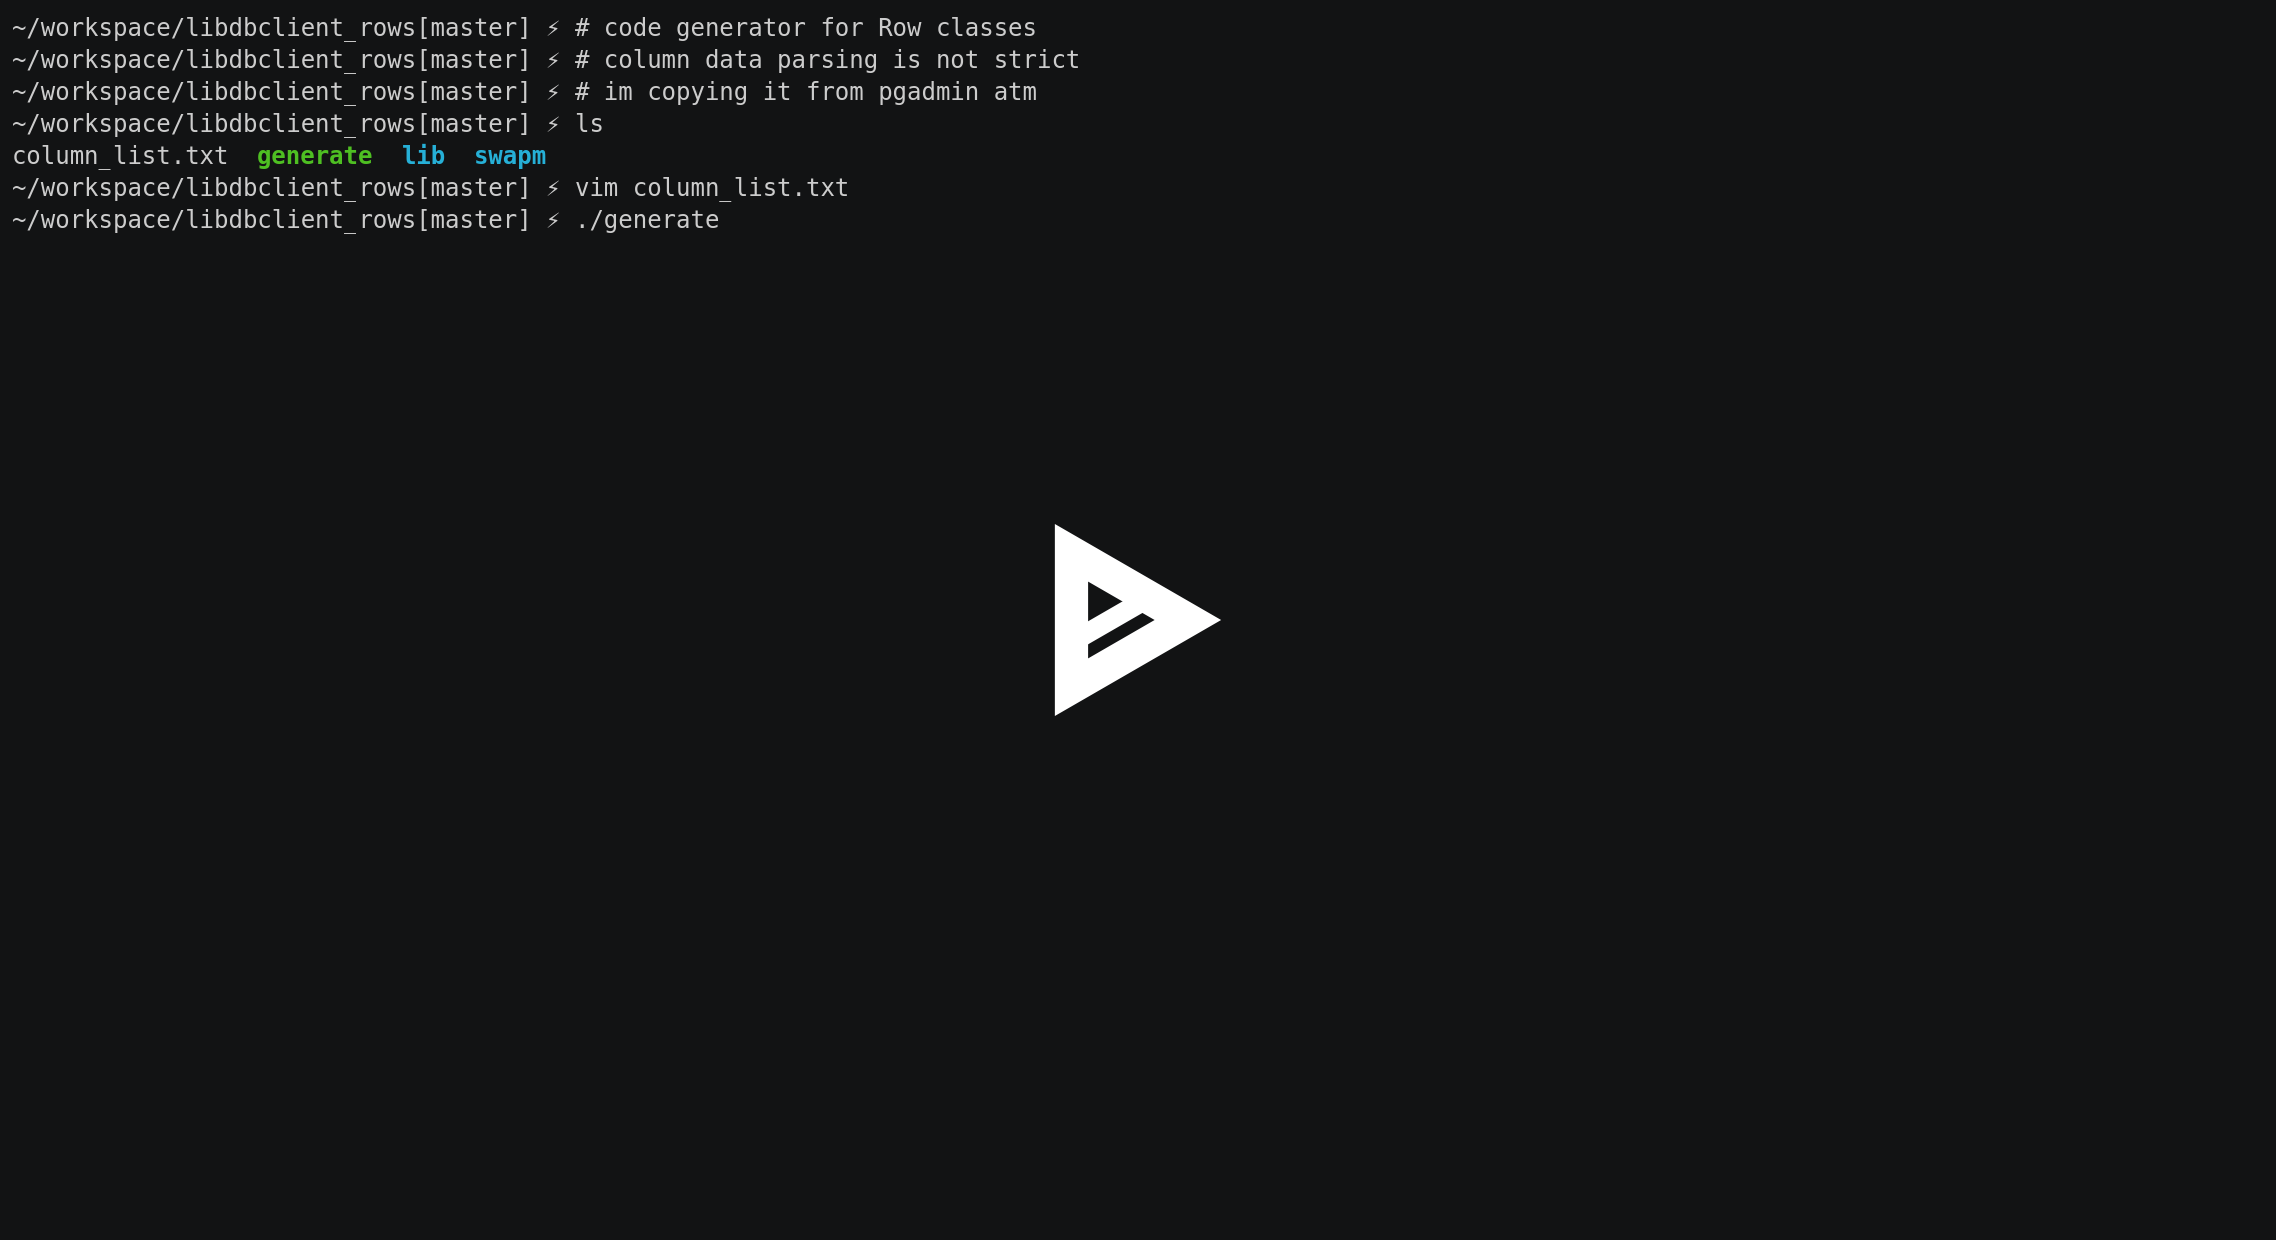 ~/workspace/libdbclient_rows[master] ⚡ # code generator for Row classes
~/workspace/libdbclient_rows[master] ⚡ # column data parsing is not strict
~/workspace/libdbclient_rows[master] ⚡ # im copying it from pgadmin atm
~/workspace/libdbclient_rows[master] ⚡ ls
column_list.txt  generate  lib  swapm
~/workspace/libdbclient_rows[master] ⚡ vim column_list.txt
~/workspace/libdbclient_rows[master] ⚡ ./generate